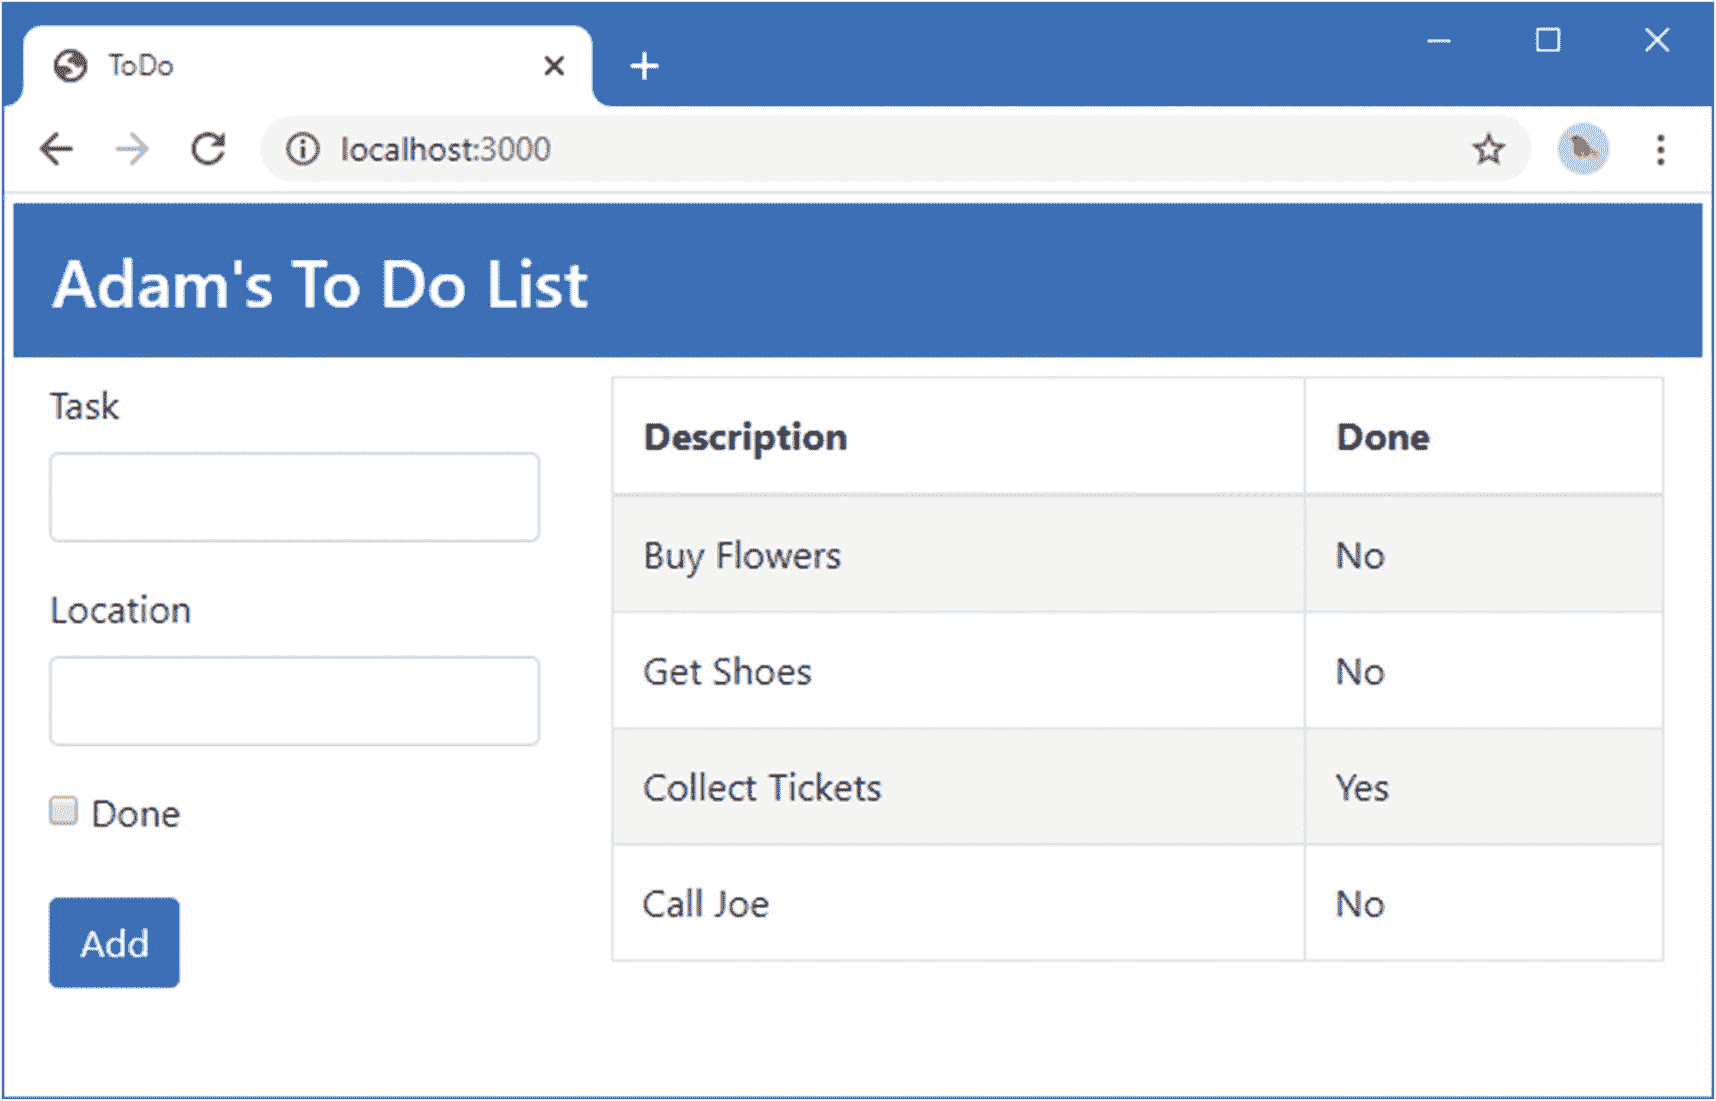 ToDo
localhost:3000
Adam's To Do List
Task
Location
Done
Add
Description Done
Buy Flowers No
Get Shoes No
Collect Tickets Yes
Call Joe No